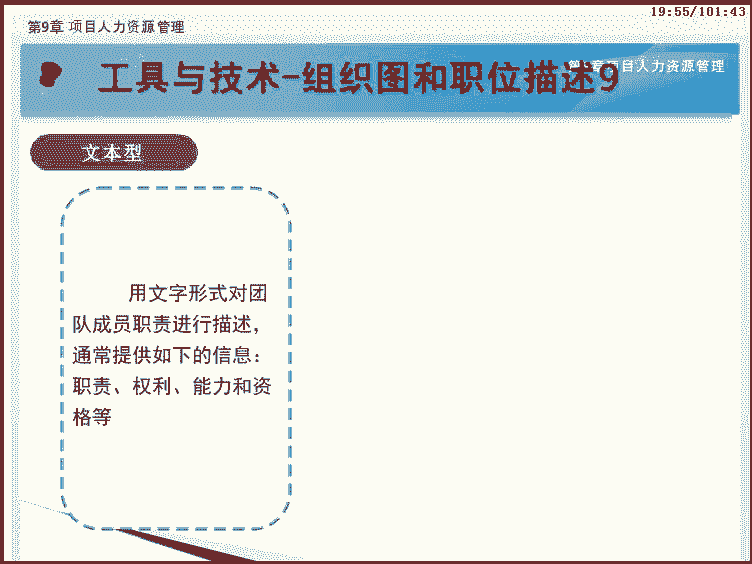 19:55/101:43
第9章 项目人力资源管理
第9章项目人力资源管理
工具与技术-组织图和职位描述9
文本型
用文字形式对团
队成员职责进行描述，
通常提供如下的信息：
职责、权利、能力和资
格等